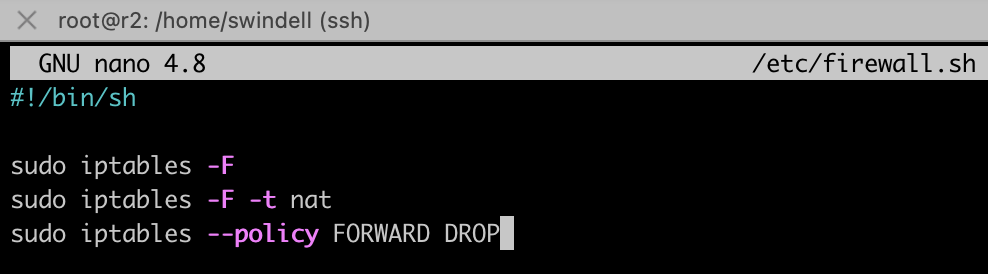 root@r2: /home/swindell (ssh)
GNU nano 4.8 /etc/firewall.sh
#!/bin/sh
sudo iptables -F
sudo iptables -F -t nat
sudo iptables --policy FORWARD DROP